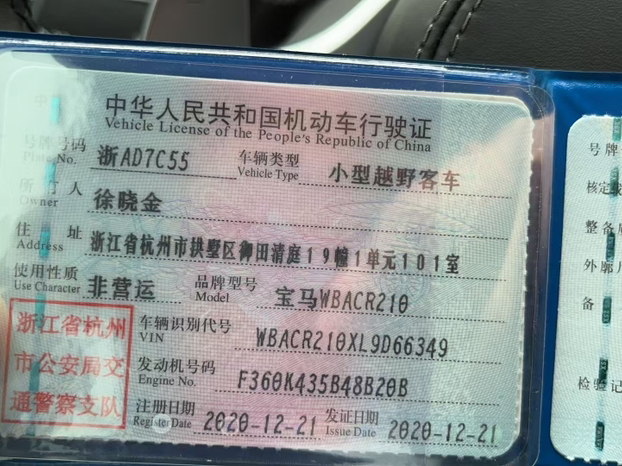 中华人民共和国机动车行驶证
Vehicle License of the People's Republic of China
号牌号码 浙AD7C55 车辆类型 小型越野客车
Plate No. Vehicle Type
所有人 徐晓金
Owner
住址 浙江省杭州市拱墅区御田清庭19幢1单元101室
Address
使用性质 非营运 品牌型号 宝马WBACR210
Use Character Model
浙江省杭州市公安局交通警察支队
车辆识别代号 WBACR210XL9D66349
VIN
发动机号码 F360K435B48B20B
Engine No.
注册日期 2020-12-21 发证日期 2020-12-21
Register Date Issue Date
号牌
核定
整备
外廓
备
检验记